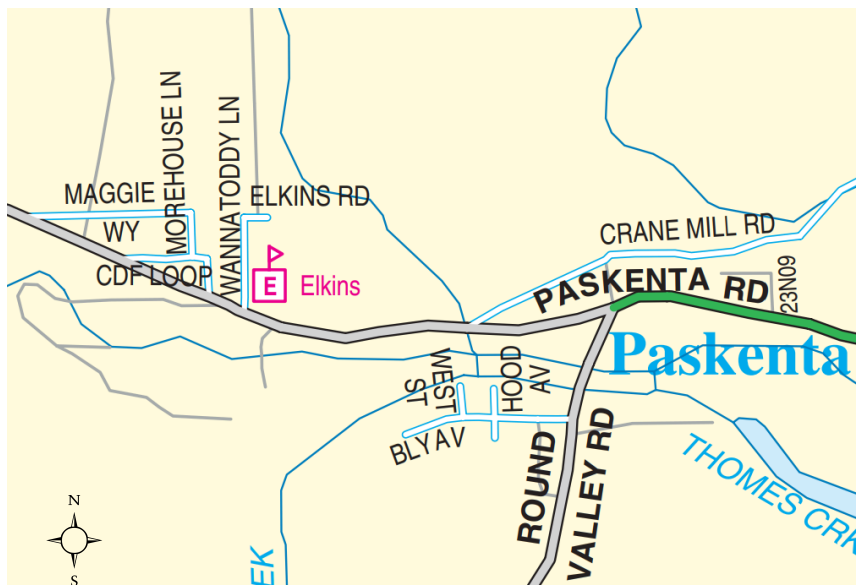 MAGGIE
WY
MOREHOUSE LN
WANNATODDY LN
ELKINS RD
CDF LOOP
E
Elkins
CRANE MILL RD
PASKENTA RD
23N09
Paskenta
WEST
ST
HOOD
AV
BLY AV
ROUND
VALLEY RD
THOMES CRK
EK
N
S